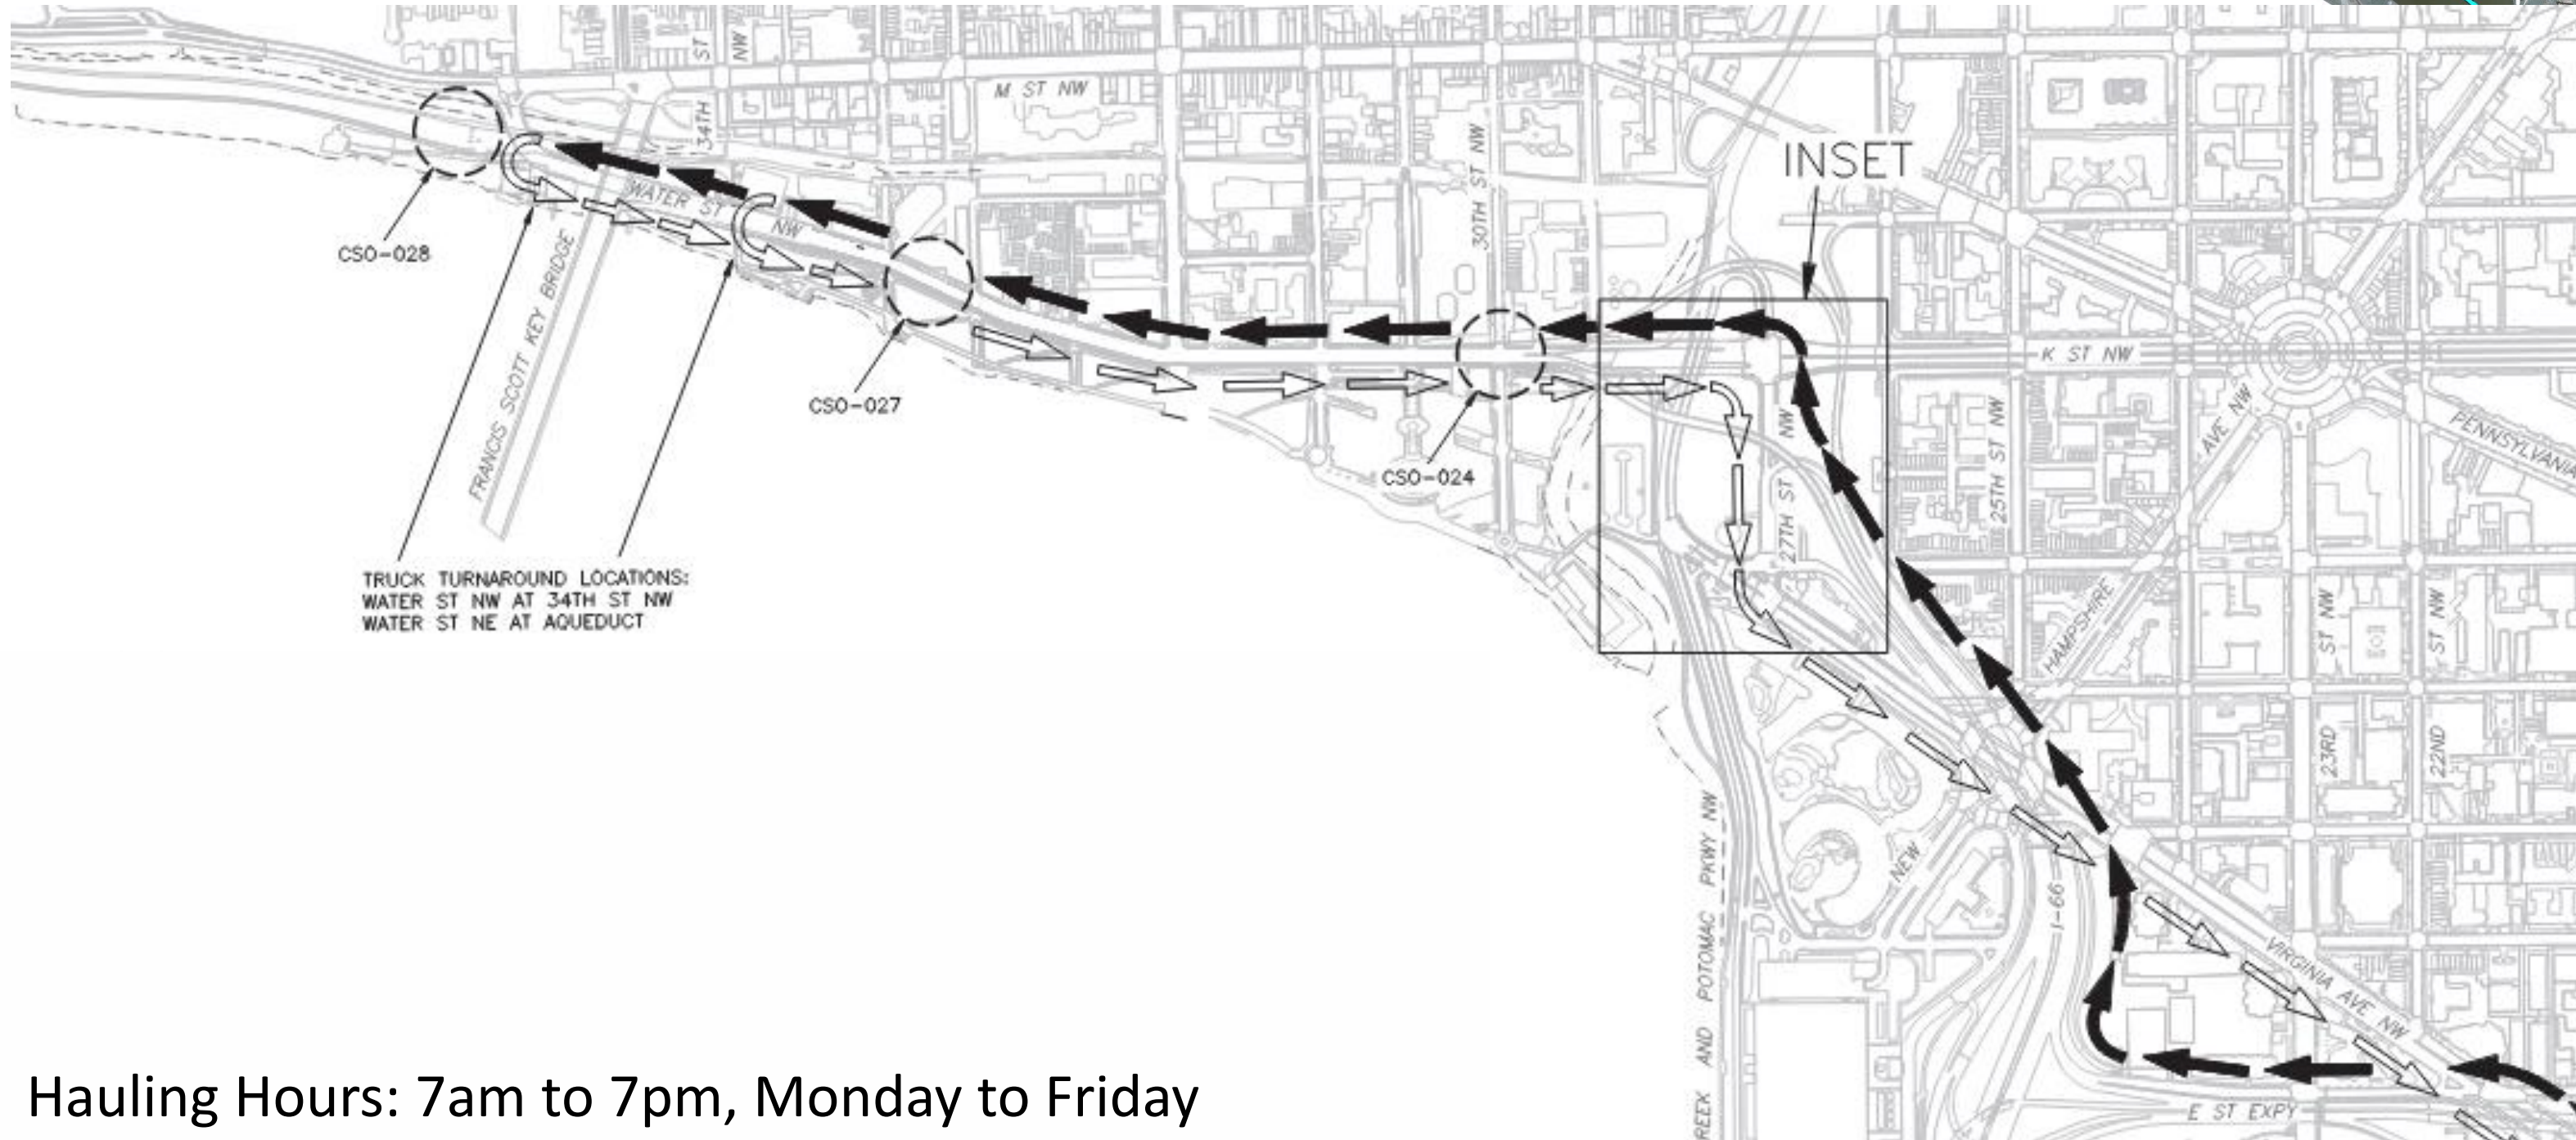 ST
NW
34TH
M ST NW
30TH ST NW
INSET
WATER ST
NW
CSO-028
FRANCIS SCOTT KEY BRIDGE
CSO-027
K ST NW
NW
27TH ST
25TH ST NW
AVE NW
PENNSYLVANIA
CSO-024
TRUCK TURNAROUND LOCATIONS:
WATER ST NW AT 34TH ST NW
WATER ST NE AT AQUEDUCT
HAMPSHIRE
ST NW
23RD
ST NW
22ND
NEW
I-66
REEK AND POTOMAC PKWY NW
VIRGINIA AVE NW
E ST EXPY
Hauling Hours: 7am to 7pm, Monday to Friday